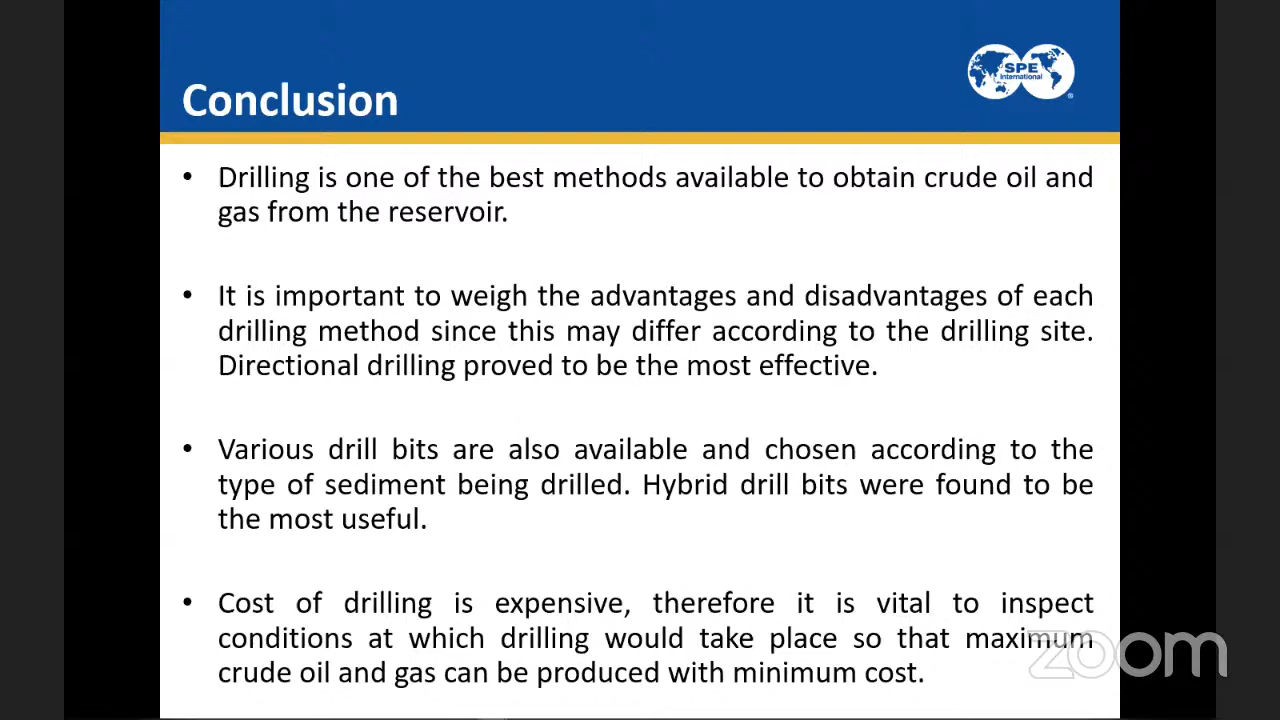 SPE
International
®
Conclusion
• Drilling is one of the best methods available to obtain crude oil and
gas from the reservoir.
• It is important to weigh the advantages and disadvantages of each
drilling method since this may differ according to the drilling site.
Directional drilling proved to be the most effective.
• Various drill bits are also available and chosen according to the
type of sediment being drilled. Hybrid drill bits were found to be
the most useful.
• Cost of drilling is expensive, therefore it is vital to inspect
conditions at which drilling would take place so that maximum
crude oil and gas can be produced with minimum cost.
zoom